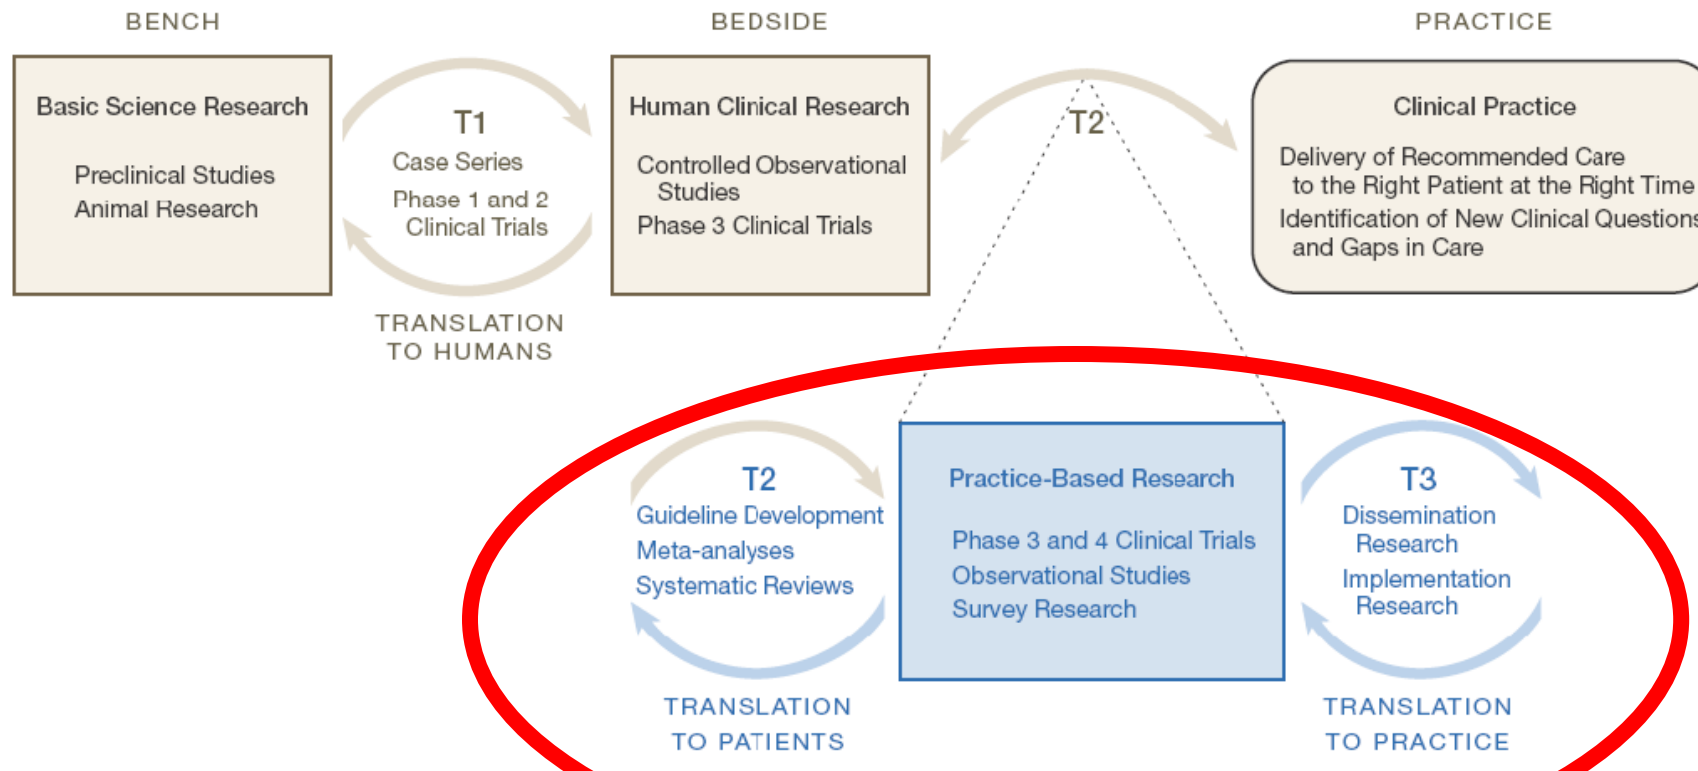 BENCH
BEDSIDE
PRACTICE
Basic Science Research
Preclinical Studies
Animal Research
T1
Case Series
Phase 1 and 2
Clinical Trials
TRANSLATION
TO HUMANS
Human Clinical Research
Controlled Observational
Studies
Phase 3 Clinical Trials
T2
Clinical Practice
Delivery of Recommended Care
to the Right Patient at the Right Time
Identification of New Clinical Questions
and Gaps in Care
T2
Guideline Development
Meta-analyses
Systematic Reviews
TRANSLATION
TO PATIENTS
Practice-Based Research
Phase 3 and 4 Clinical Trials
Observational Studies
Survey Research
T3
Dissemination
Research
Implementation
Research
TRANSLATION
TO PRACTICE